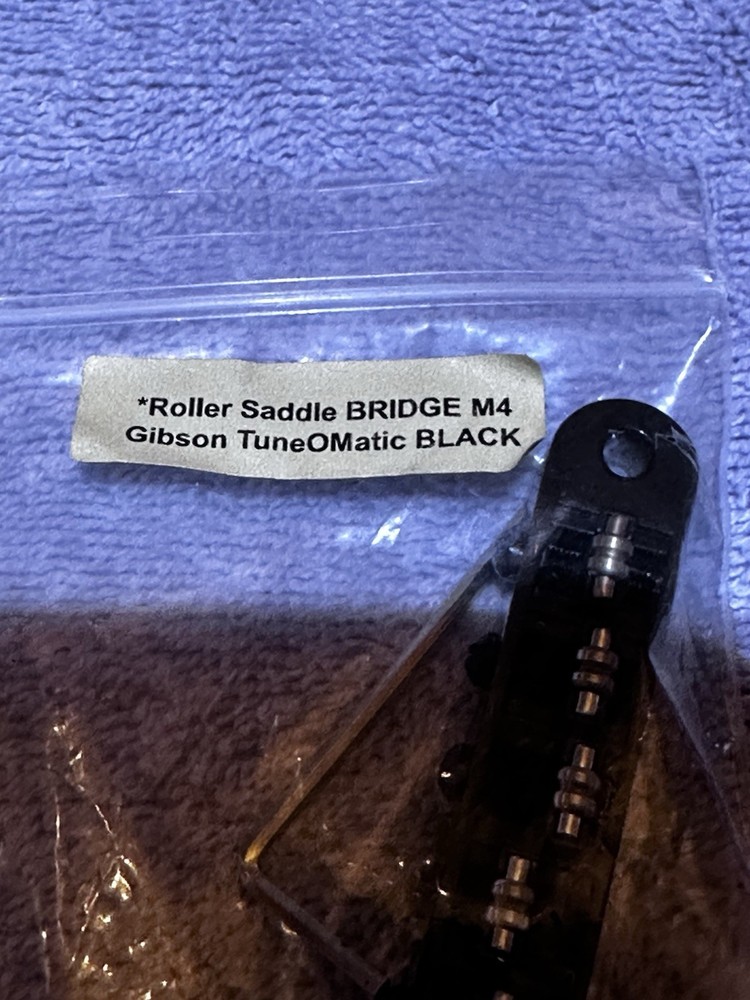 *Roller Saddle BRIDGE M4
Gibson TuneOMatic BLACK